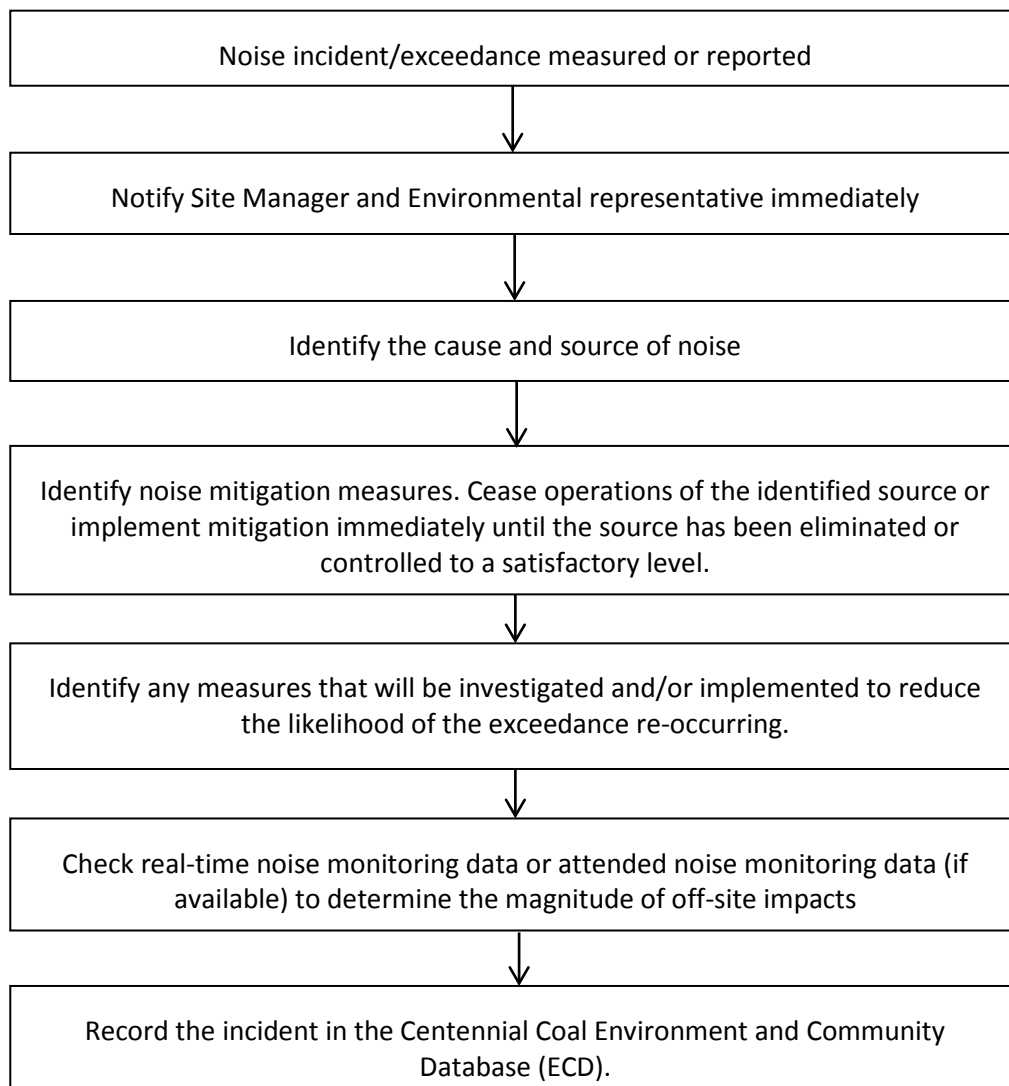 Noise incident/exceedance measured or reported
Notify Site Manager and Environmental representative immediately
Identify the cause and source of noise
Identify noise mitigation measures. Cease operations of the identified source or
implement mitigation immediately until the source has been eliminated or
controlled to a satisfactory level.
Identify any measures that will be investigated and/or implemented to reduce
the likelihood of the exceedance re-occurring.
Check real-time noise monitoring data or attended noise monitoring data (if
available) to determine the magnitude of off-site impacts
Record the incident in the Centennial Coal Environment and Community
Database (ECD).